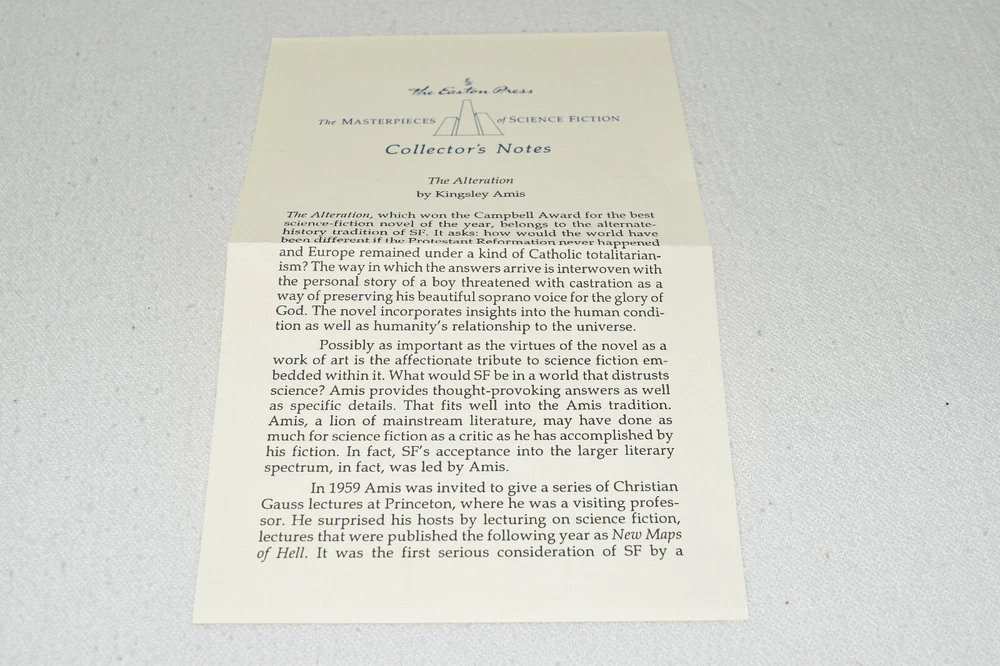 The Easton Press
The MASTERPIECES of SCIENCE FICTION
Collector's Notes
The Alteration
by Kingsley Amis
The Alteration, which won the Campbell Award for the best
science-fiction novel of the year, belongs to the alternate-
history tradition of SF. It asks: how would the world have
been different if the Protestant Reformation never happened
and Europe remained under a kind of Catholic totalitarian-
ism? The way in which the answers arrive is interwoven with
the personal story of a boy threatened with castration as a
way of preserving his beautiful soprano voice for the glory of
God. The novel incorporates insights into the human condi-
tion as well as humanity's relationship to the universe.
Possibly as important as the virtues of the novel as a
work of art is the affectionate tribute to science fiction em-
bedded within it. What would SF be in a world that distrusts
science? Amis provides thought-provoking answers as well
as specific details. That fits well into the Amis tradition.
Amis, a lion of mainstream literature, may have done as
much for science fiction as a critic as he has accomplished by
his fiction. In fact, SF's acceptance into the larger literary
spectrum, in fact, was led by Amis.
In 1959 Amis was invited to give a series of Christian
Gauss lectures at Princeton, where he was a visiting profes-
sor. He surprised his hosts by lecturing on science fiction,
lectures that were published the following year as New Maps
of Hell. It was the first serious consideration of SF by a